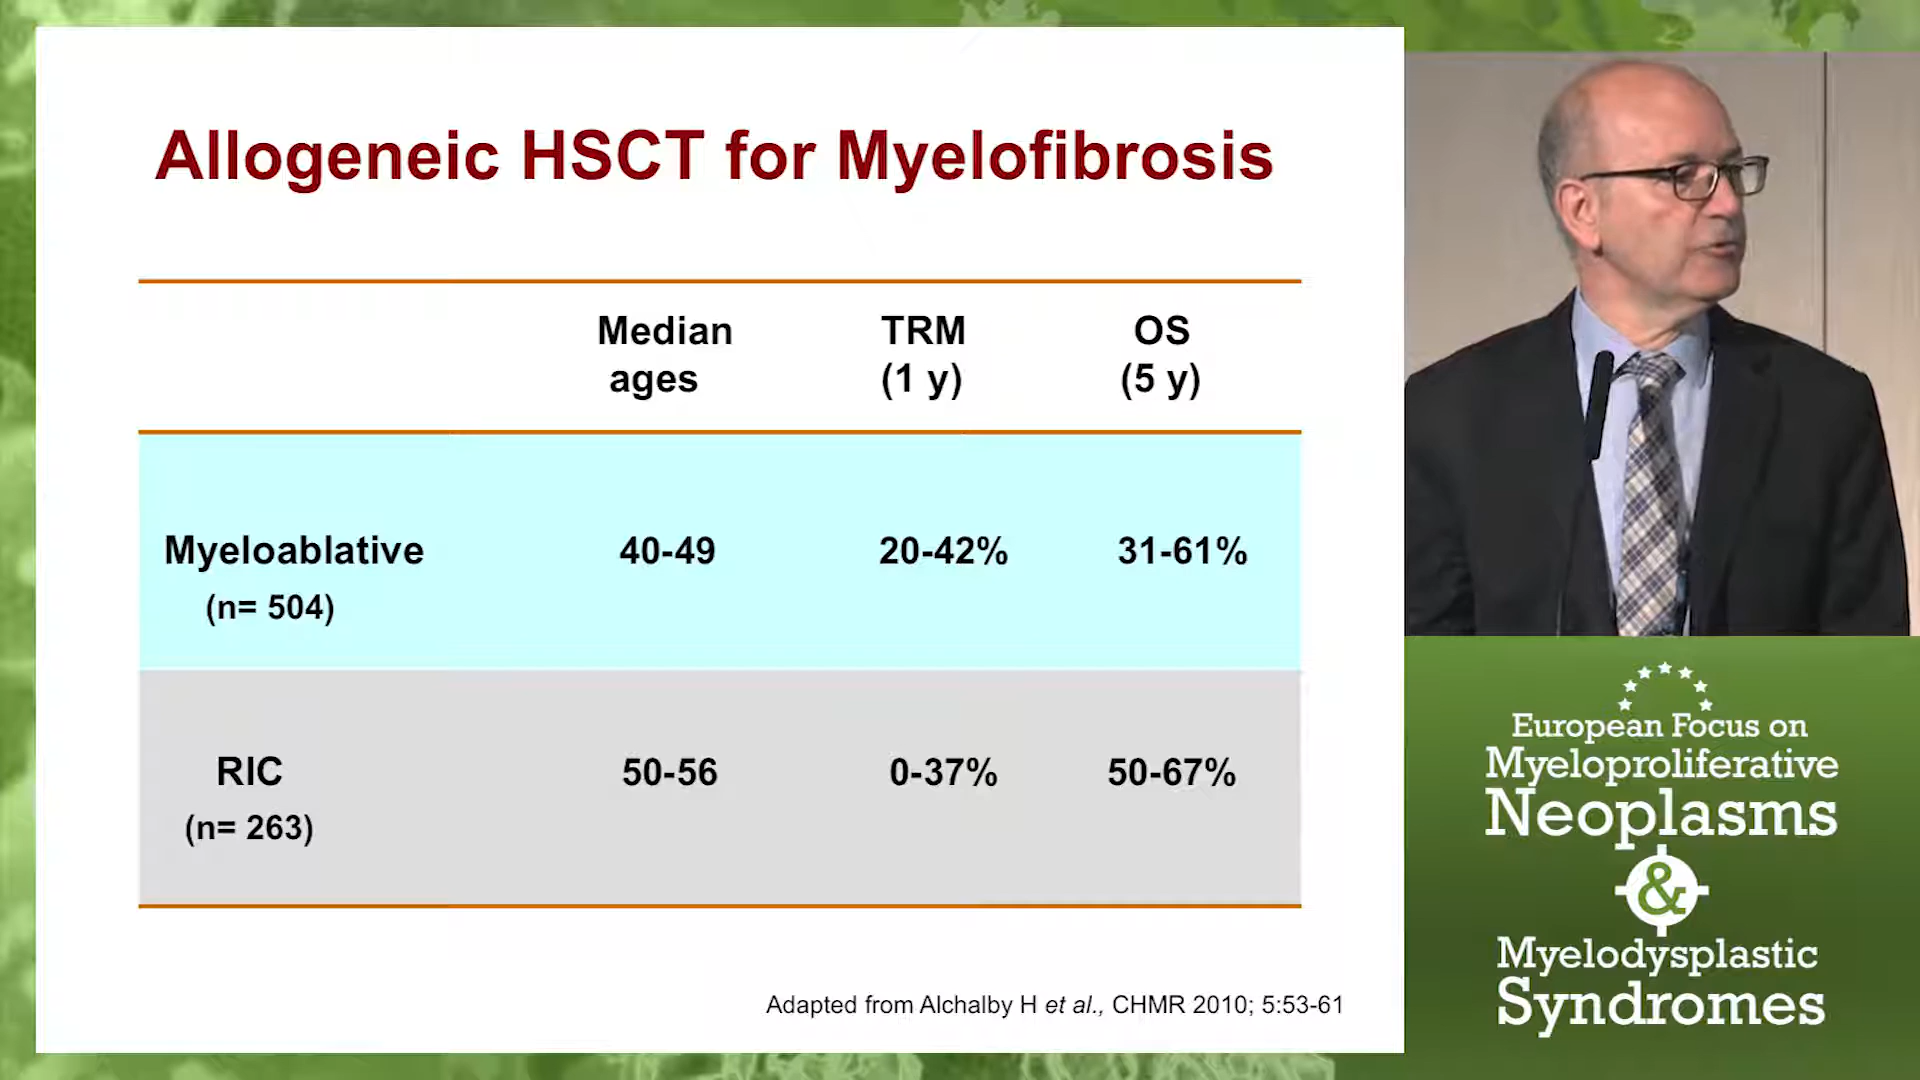 Allogeneic HSCT for Myelofibrosis
Median ages
TRM (1 y)
OS (5 y)
Myeloablative (n= 504)
40-49
20-42%
31-61%
RIC (n= 263)
50-56
0-37%
50-67%
Adapted from Alchalby H et al., CHMR 2010; 5:53-61
European Focus on
Myeloproliferative
Neoplasms
&
Myelodysplastic
Syndromes